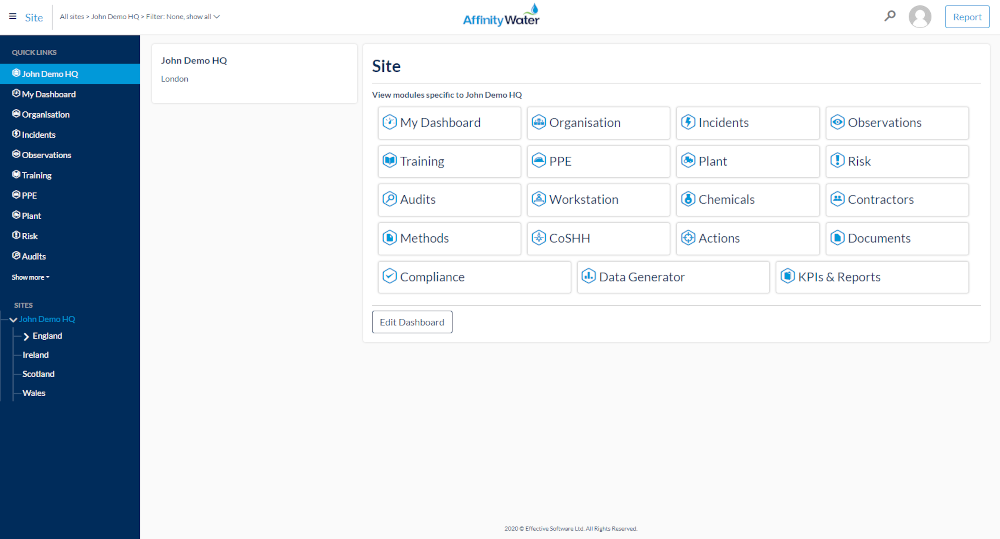 Site
All sites > John Demo HQ > Filter: None, show all
Affinity Water
Report
QUICK LINKS
John Demo HQ
My Dashboard
Organisation
Incidents
Observations
Training
PPE
Plant
Risk
Audits
Show more
SITES
John Demo HQ
England
Ireland
Scotland
Wales
John Demo HQ
London
Site
View modules specific to John Demo HQ
My Dashboard Organisation Incidents Observations
Training PPE Plant Risk
Audits Workstation Chemicals Contractors
Methods CoSHH Actions Documents
Compliance Data Generator KPIs & Reports
Edit Dashboard
2020 © Effective Software Ltd. All Rights Reserved.